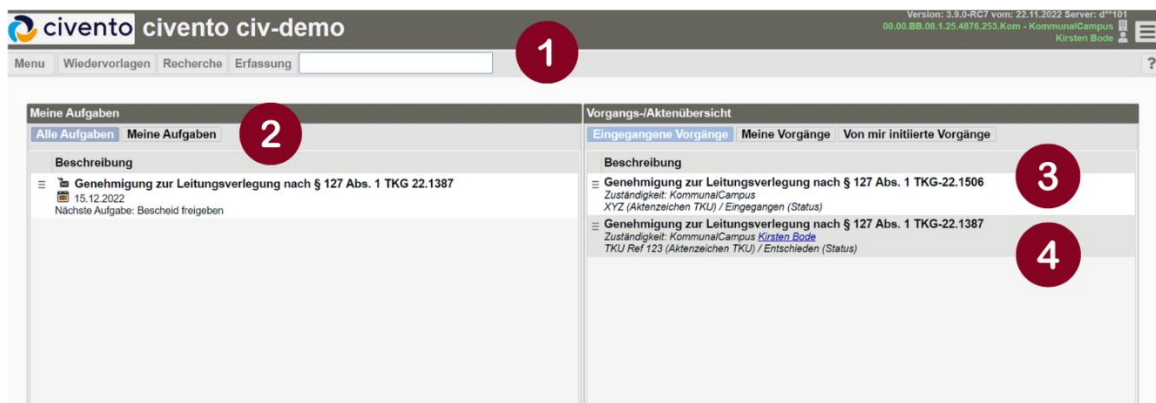 Version: 3.9.0-RC7 vom: 22.11.2022 Server: d**101
civento civento civ-demo
00.00.BB.08.1.25.4876.253.Kom - KommunalCampus
Kirsten Bode
1
Menu Wiedervorlagen Recherche Erfassung
?
Meine Aufgaben
Alle Aufgaben Meine Aufgaben
2
Beschreibung
Genehmigung zur Leitungsverlegung nach § 127 Abs. 1 TKG 22.1387
15.12.2022
Nächste Aufgabe: Bescheid freigeben
Vorgangs-/Aktenübersicht
Eingegangene Vorgänge Meine Vorgänge Von mir initiierte Vorgänge
Beschreibung
Genehmigung zur Leitungsverlegung nach § 127 Abs. 1 TKG-22.1506
Zuständigkeit: KommunalCampus
XYZ (Aktenzeichen TKU) / Eingegangen (Status)
3
Genehmigung zur Leitungsverlegung nach § 127 Abs. 1 TKG-22.1387
Zuständigkeit: KommunalCampus Kirsten Bode
TKU Ref 123 (Aktenzeichen TKU) / Entschieden (Status)
4